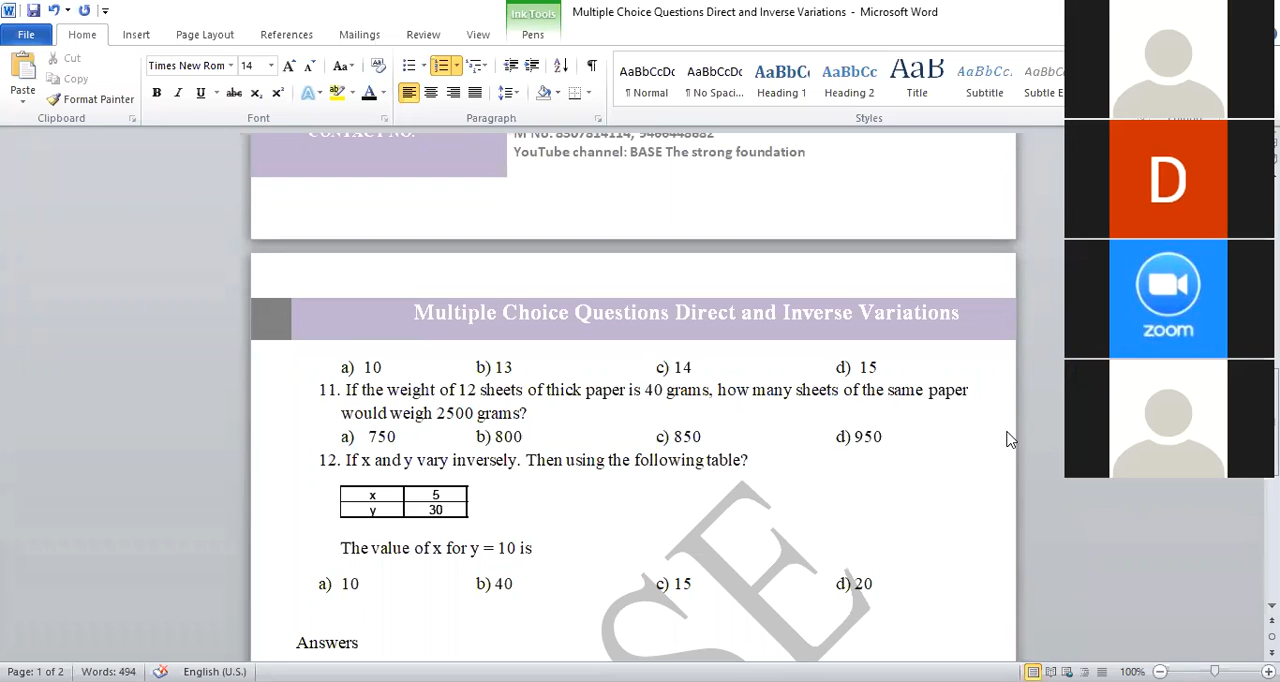 Multiple Choice Questions Direct and Inverse Variations - Microsoft Word
Ink Tools
File Home Insert Page Layout References Mailings Review View Pens
Paste
Cut
Copy
Format Painter
Clipboard
Times New Rom 14
Font
Paragraph
AaBbCcDc AaBbCcDc AaBbCc AaBbCc AaB AaBbCc. AaBbCc
¶ Normal ¶ No Spaci... Heading 1 Heading 2 Title Subtitle Subtle E
Styles
CONTACT NO.
M No. 8307814114, 9466448682
YouTube channel: BASE The strong foundation
Multiple Choice Questions Direct and Inverse Variations
a) 10 b) 13 c) 14 d) 15
11. If the weight of 12 sheets of thick paper is 40 grams, how many sheets of the same paper
would weigh 2500 grams?
a) 750 b) 800 c) 850 d) 950
12. If x and y vary inversely. Then using the following table?
x 5
y 30
The value of x for y = 10 is
a) 10 b) 40 c) 15 d) 20
Answers
SE
D
zoom
Page: 1 of 2 Words: 494 English (U.S.) 100%